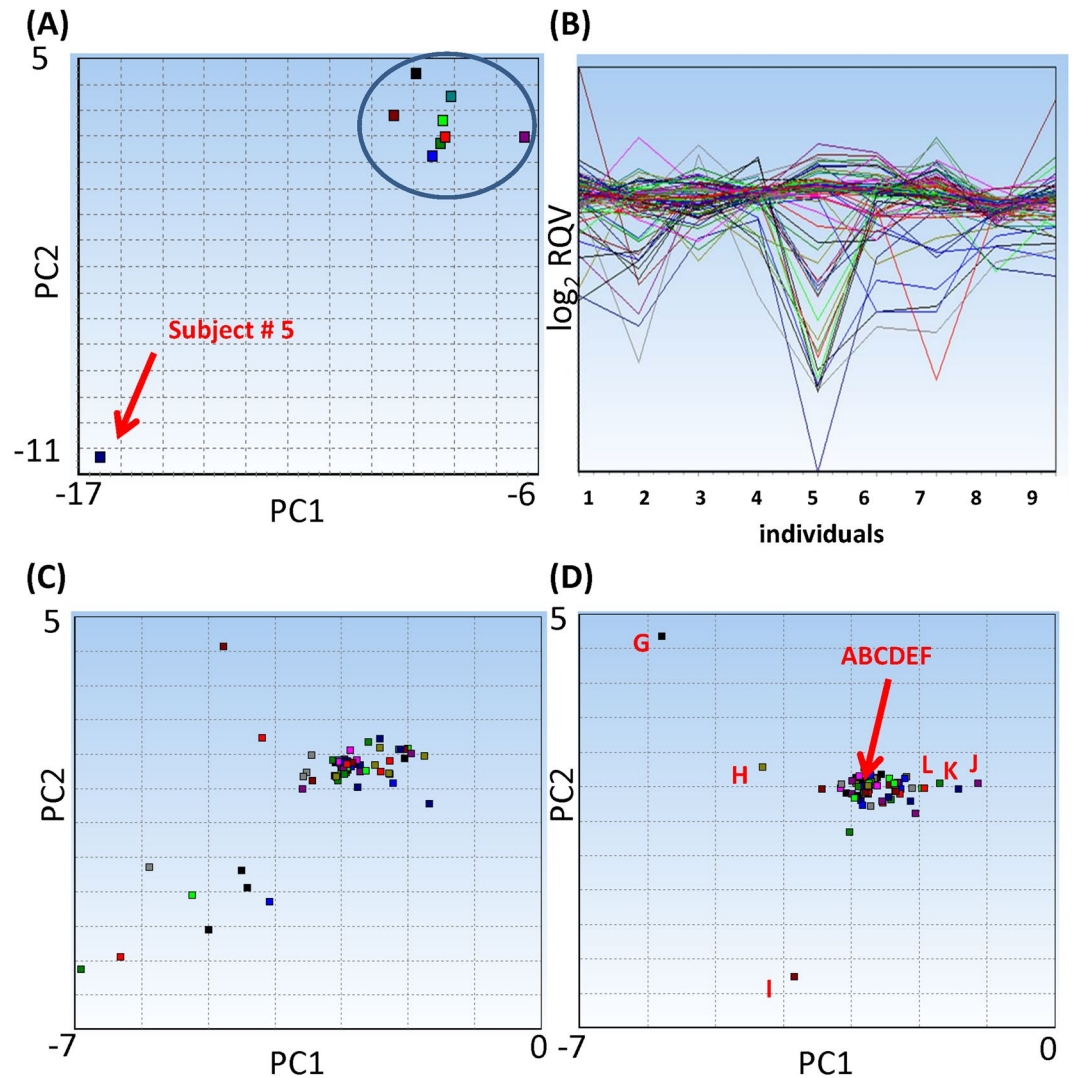 (A)
5
PC2
Subject # 5
-11
-17
-6
PC1
(B)
log2 RQV
1 2 3 4 5 6 7 8 9
individuals
(C)
5
PC2
-7
0
PC1
(D)
5
G
ABCDEF
H
L K J
PC2
I
-7
0
PC1